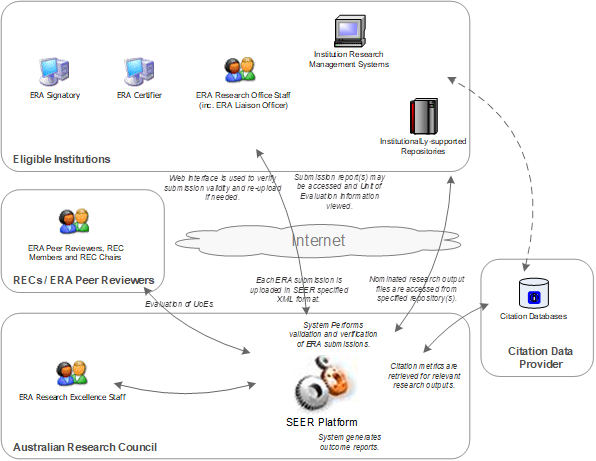 Institution Research
Management Systems
ERA Signatory
ERA Certifier
ERA Research Office Staff
(inc. ERA Liaison Officer)
InstitutionalLy-supported
Repositories
Eligible Institutions
Web Interface is used to verify
submission validity and re-upload
if needed.
Submission report(s) may
be accessed and Unit of
Evaluation Information
viewed.
ERA Peer Reviewers, REC
Members and REC Chairs
RECs / ERA Peer Reviewers
Internet
Each ERA submission is
uploaded in SEER specified
XML format.
Nominated research output
files are accessed from
specified repository(s).
Evaluation of UoEs.
Citation Databases
Citation Data
Provider
System Performs
validation and verification
of ERA submissions.
Citation metrics are
retrieved for relevant
research outputs.
ERA Research Excellence Staff
SEER Platform
System generates
outcome reports.
Australian Research Council